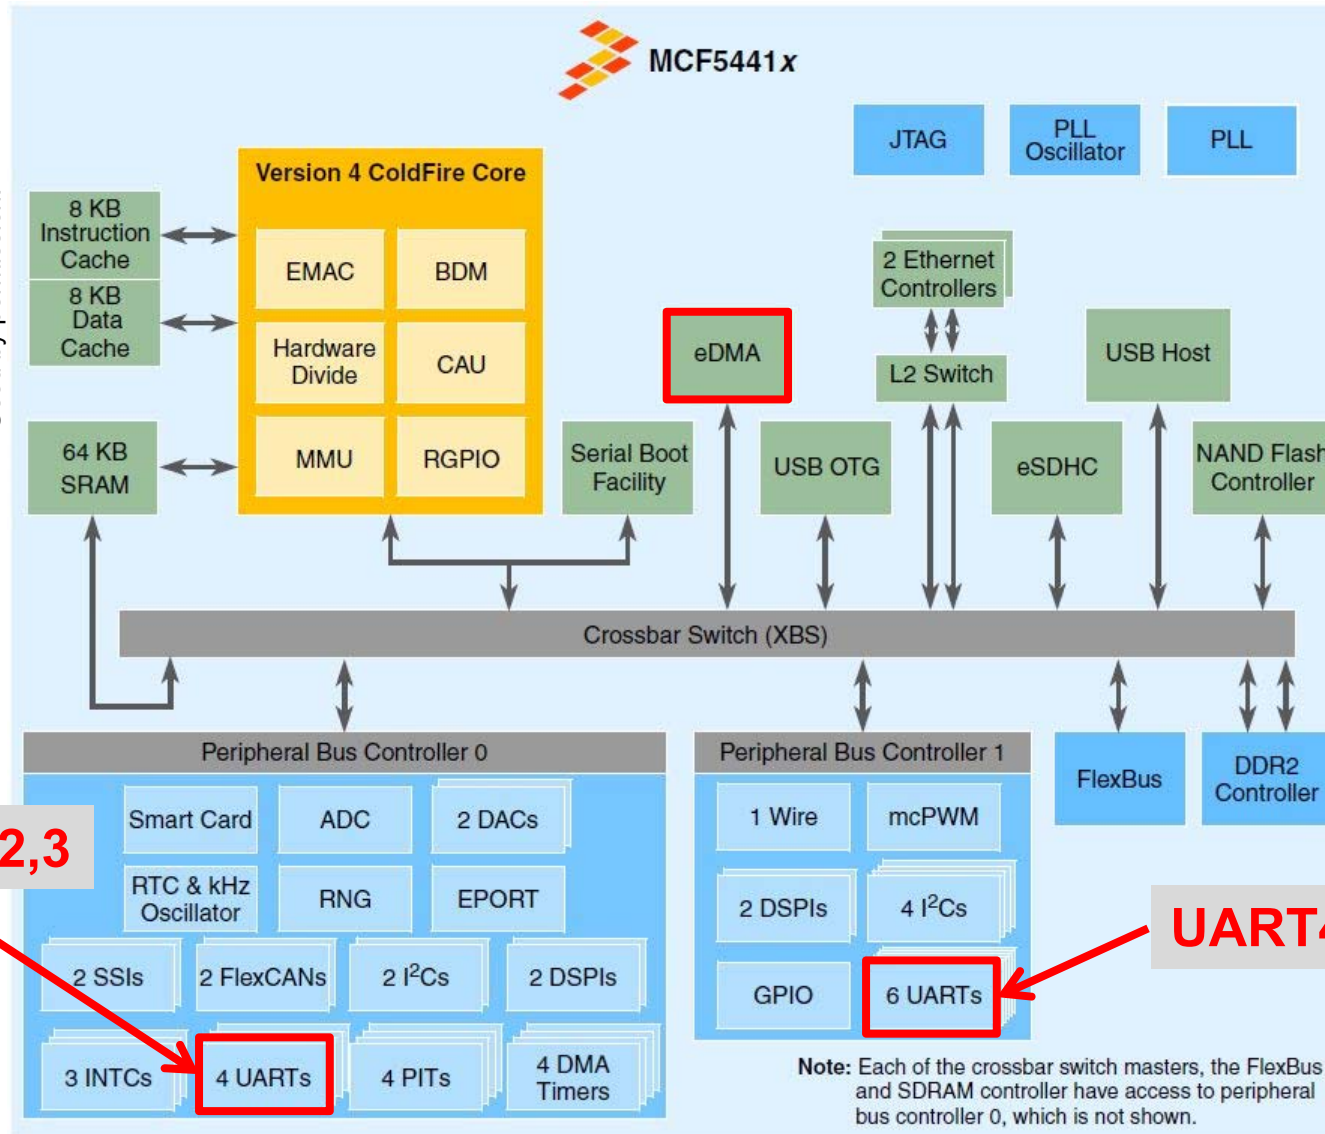 MCF5441x
JTAG
PLL
Oscillator
PLL
Version 4 ColdFire Core
8 KB
Instruction
Cache
8 KB
Data
Cache
64 KB
SRAM
EMAC
BDM
Hardware
Divide
CAU
MMU
RGPIO
Serial Boot
Facility
eDMA
USB OTG
2 Ethernet
Controllers
L2 Switch
eSDHC
USB Host
NAND Flash
Controller
Crossbar Switch (XBS)
Peripheral Bus Controller 0
Smart Card
ADC
2 DACs
RTC & kHz
Oscillator
RNG
EPORT
2 SSIs
2 FlexCANs
2 I²Cs
2 DSPIs
3 INTCs
4 UARTs
4 PITs
4 DMA
Timers
2,3
Peripheral Bus Controller 1
1 Wire
mcPWM
2 DSPIs
4 I²Cs
GPIO
6 UARTs
FlexBus
DDR2
Controller
UART4
Note: Each of the crossbar switch masters, the FlexBus
and SDRAM controller have access to peripheral
bus controller 0, which is not shown.